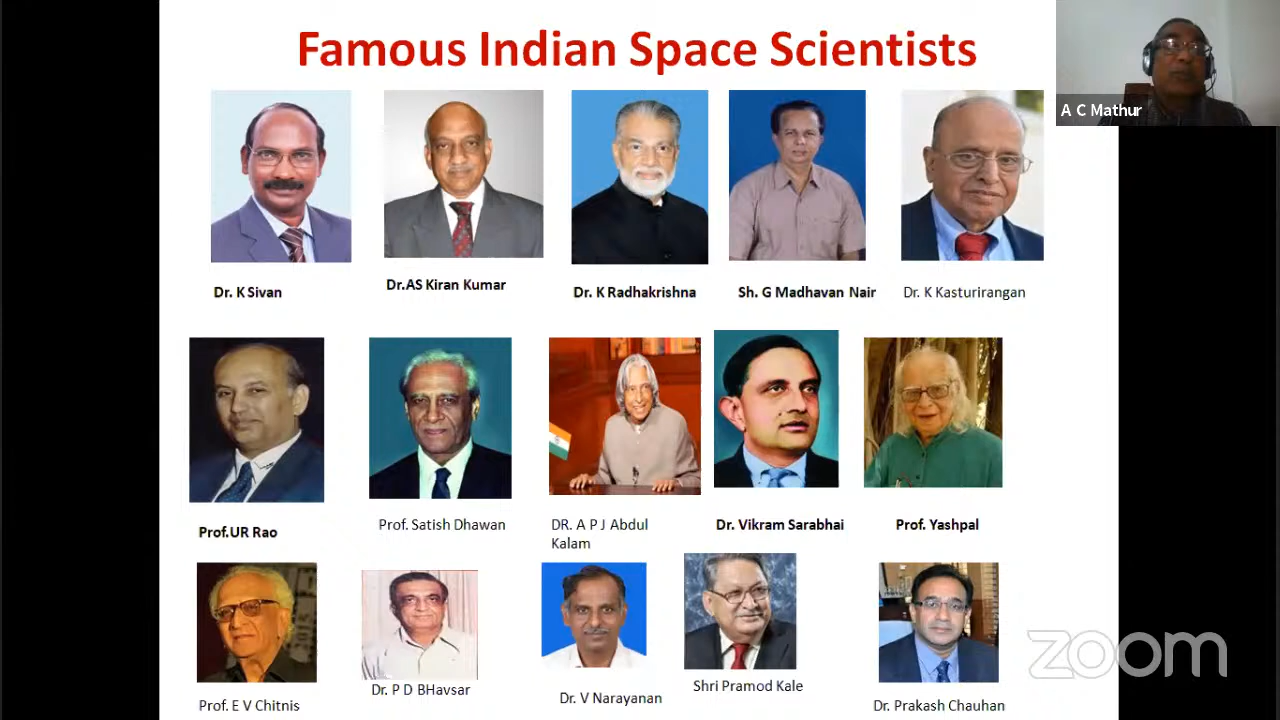 Famous Indian Space Scientists
A C Mathur
Dr. K Sivan
Dr.AS Kiran Kumar
Dr. K Radhakrishna
Sh. G Madhavan Nair
Dr. K Kasturirangan
Prof.UR Rao
Prof. Satish Dhawan
DR. A P J Abdul
Kalam
Dr. Vikram Sarabhai
Prof. Yashpal
Prof. E V Chitnis
Dr. P D BHavsar
Dr. V Narayanan
Shri Pramod Kale
Dr. Prakash Chauhan
zoom